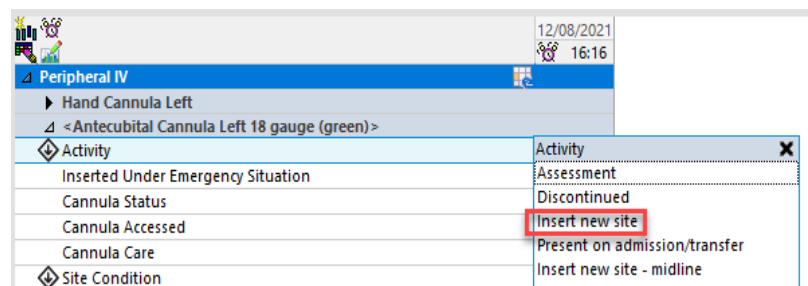 12/08/2021
16:16
Peripheral IV
Hand Cannula Left
<Antecubital Cannula Left 18 gauge (green)>
Activity
Activity
Inserted Under Emergency Situation
Assessment
Cannula Status
Discontinued
Cannula Accessed
Insert new site
Cannula Care
Present on admission/transfer
Site Condition
Insert new site - midline